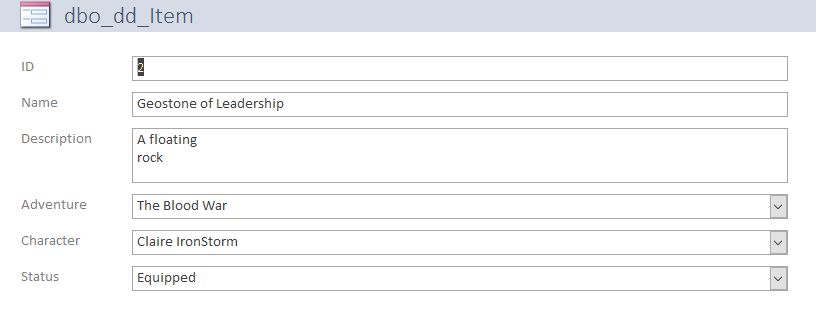 dbo_dd_Item
ID 2
Name Geostone of Leadership
Description A floating
rock
Adventure The Blood War
Character Claire IronStorm
Status Equipped